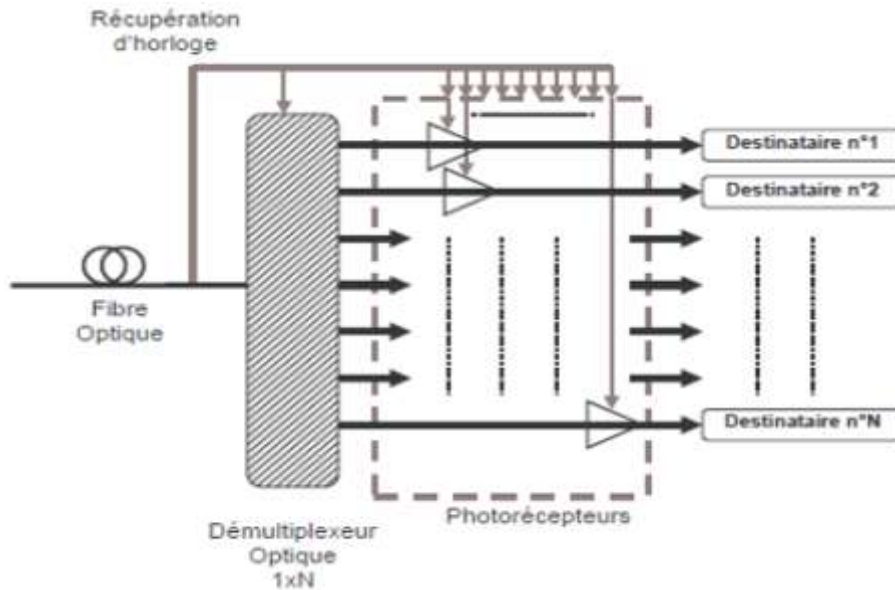 Récupération
d'horloge
Destinataire n°1
Destinataire n°2
Fibre
Optique
Destinataire n°N
Photorécepteurs
Démultiplexeur
Optique
1xN